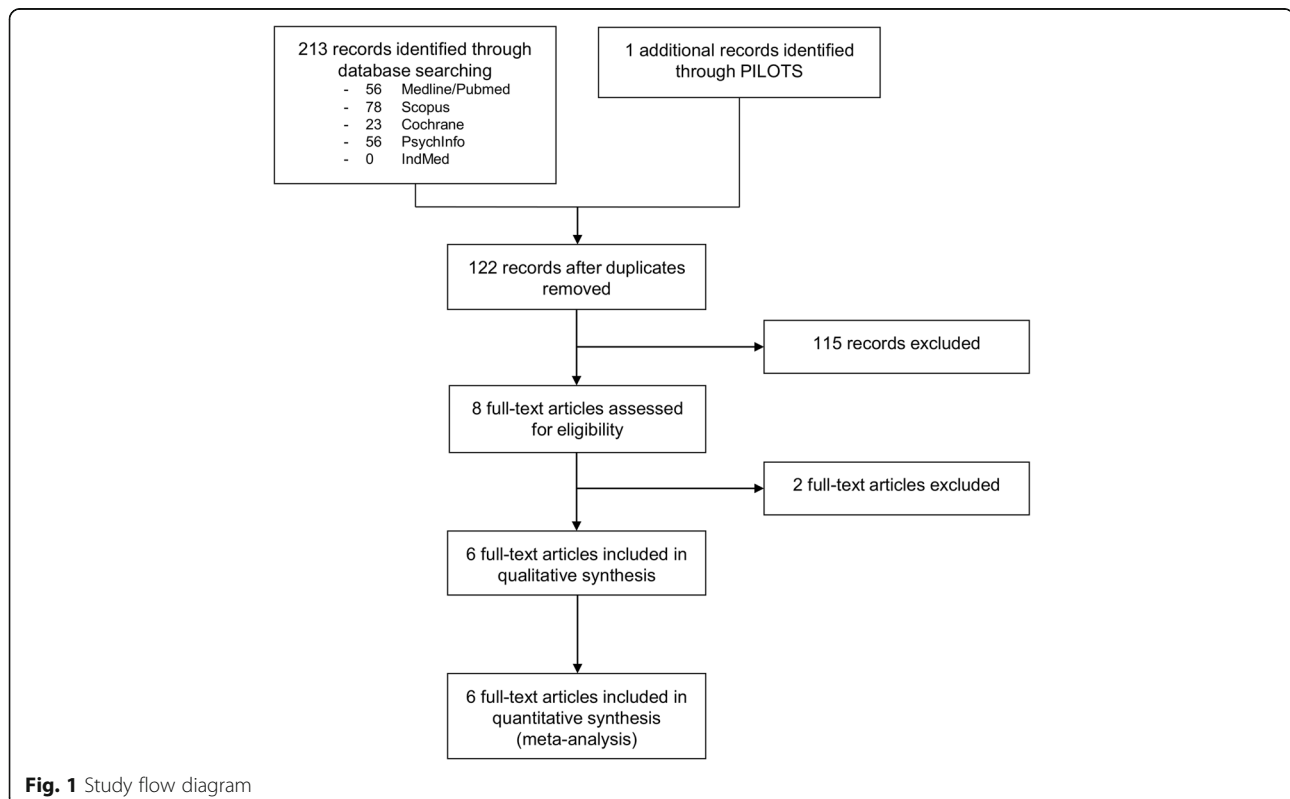 213 records identified through
database searching
- 56 Medline/Pubmed
- 78 Scopus
- 23 Cochrane
- 56 PsychInfo
- 0 IndMed
1 additional records identified
through PILOTS
122 records after duplicates
removed
115 records excluded
8 full-text articles assessed
for eligibility
2 full-text articles excluded
6 full-text articles included in
qualitative synthesis
6 full-text articles included in
quantitative synthesis
(meta-analysis)
Fig. 1 Study flow diagram